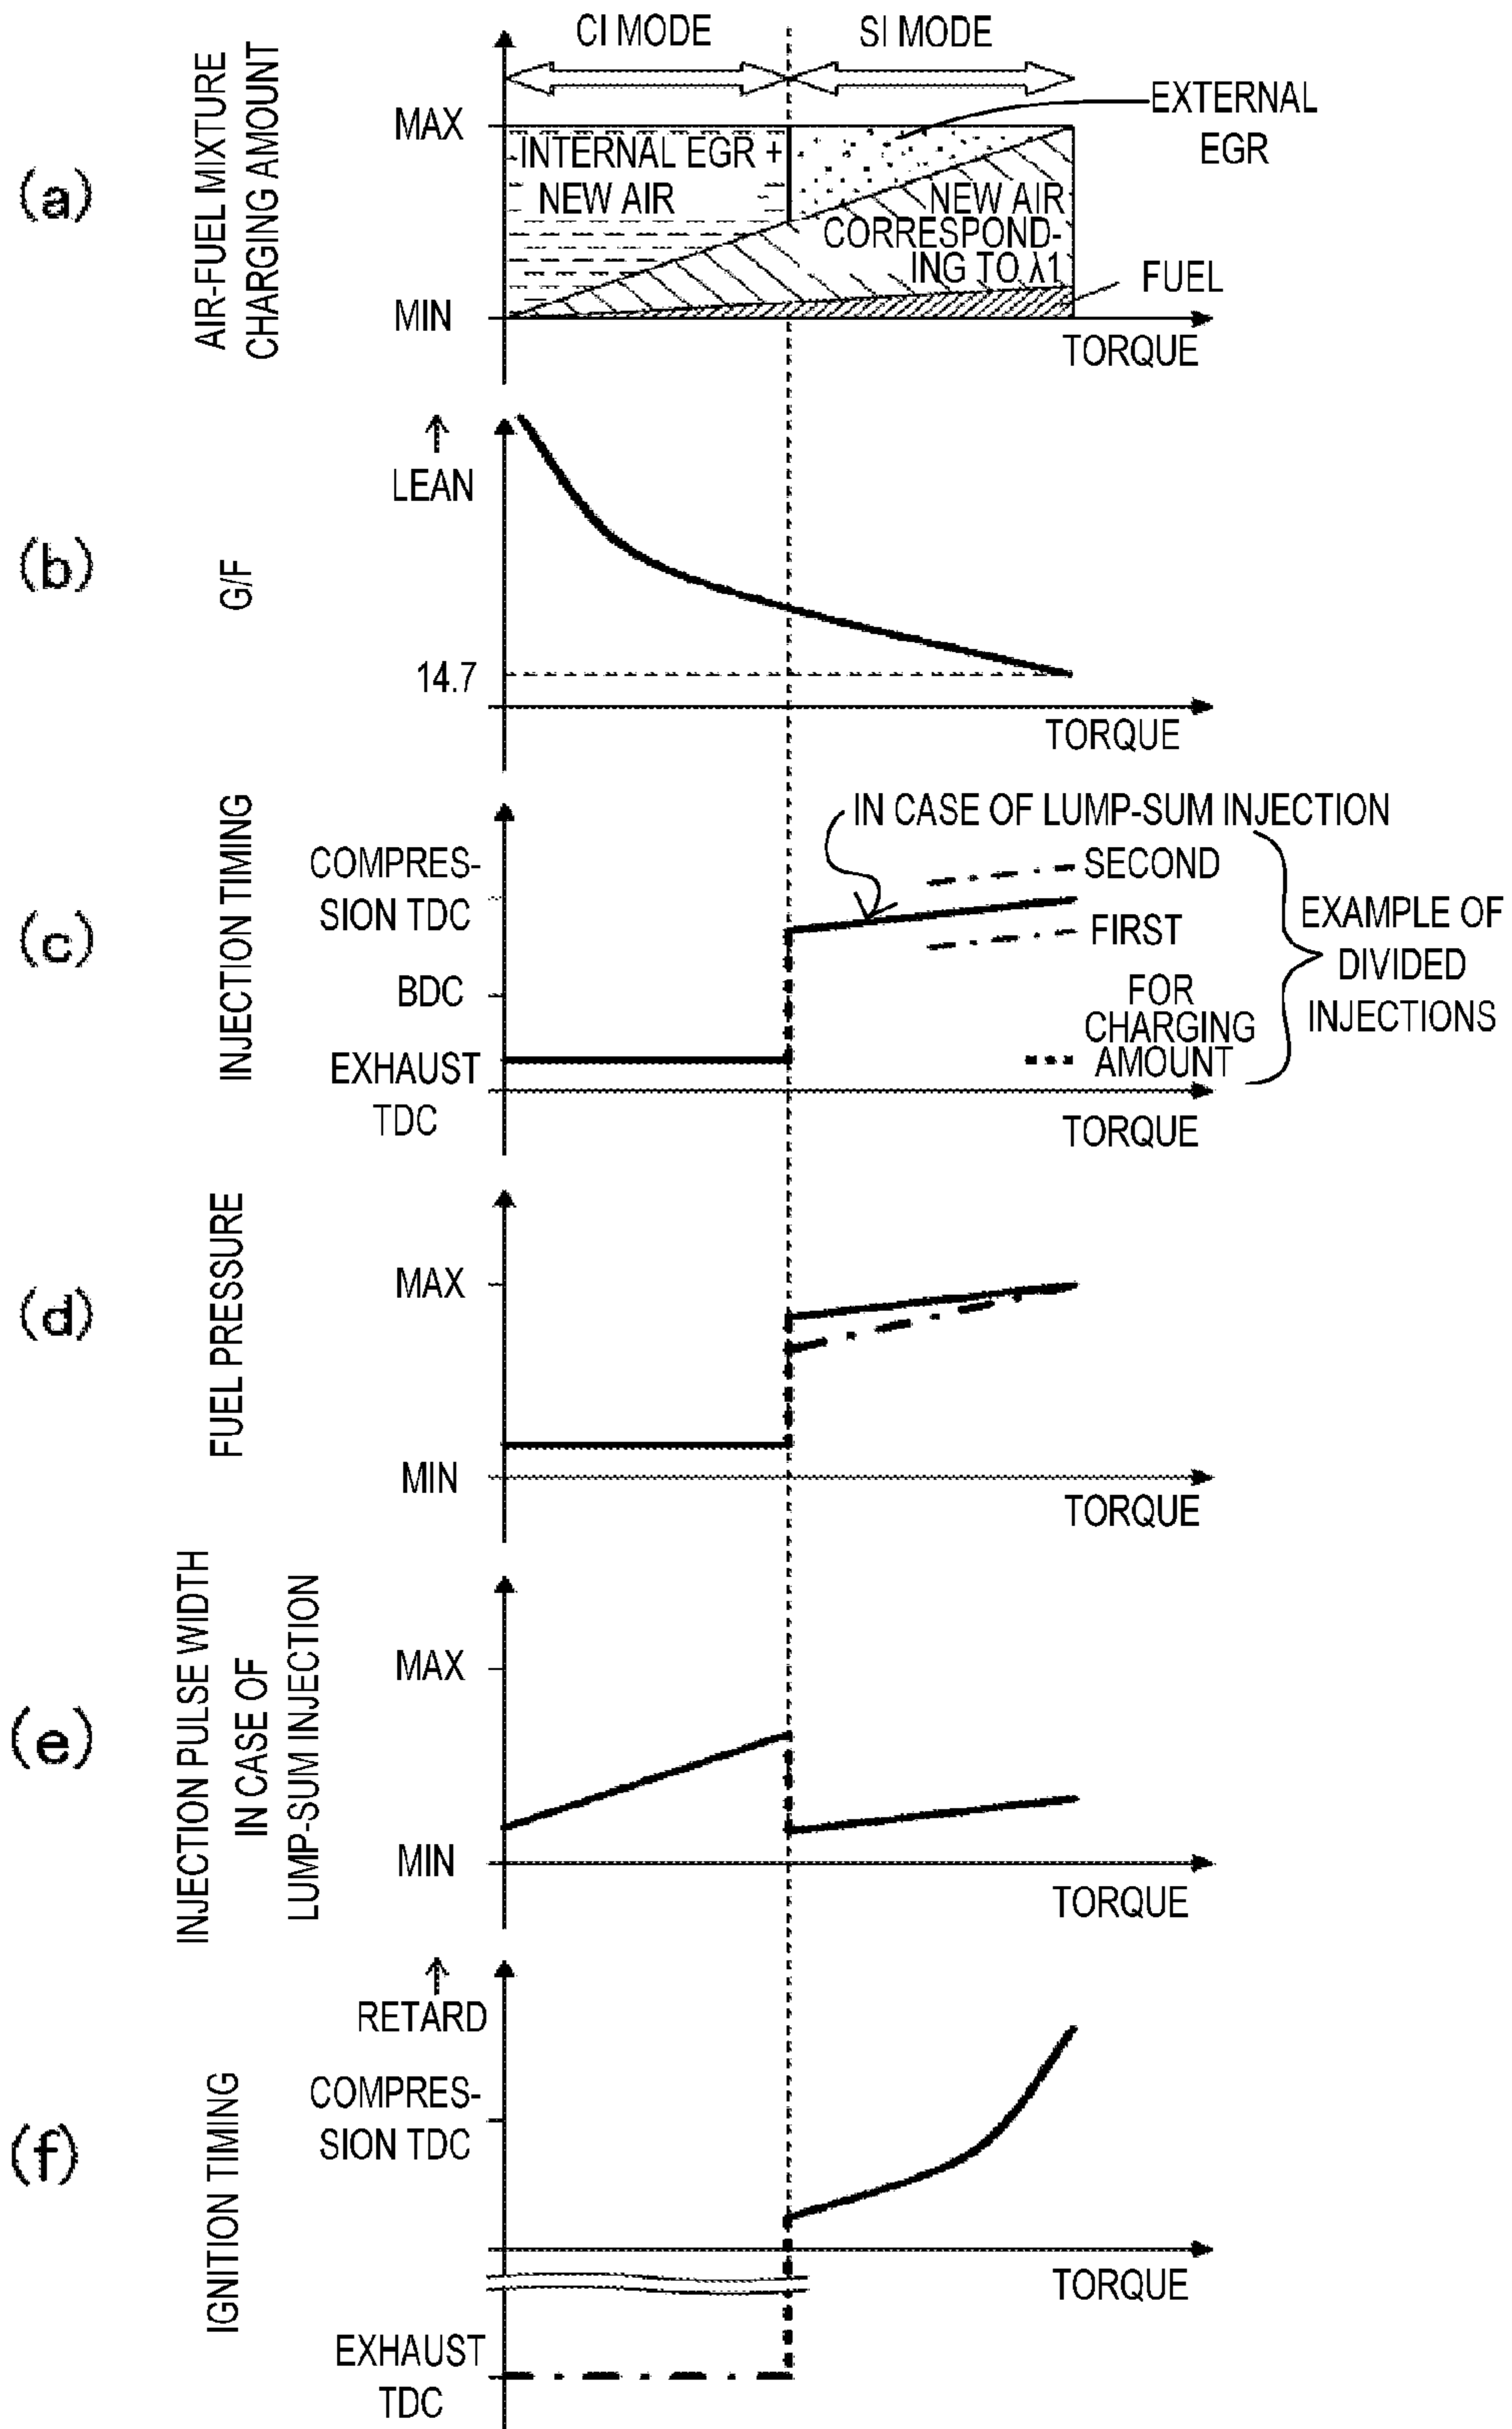 CI MODE
SI MODE
(a)
AIR-FUEL MIXTURE
CHARGING AMOUNT
MAX
MIN
INTERNAL EGR +
NEW AIR
EXTERNAL
EGR
NEW AIR
CORRESPOND-
ING TO λ1
FUEL
TORQUE
(b)
G/F
↑
LEAN
14.7
TORQUE
(c)
INJECTION TIMING
COMPRES-
SION TDC
BDC
EXHAUST
TDC
IN CASE OF LUMP-SUM INJECTION
SECOND
FIRST
FOR
CHARGING
AMOUNT
EXAMPLE OF
DIVIDED
INJECTIONS
TORQUE
(d)
FUEL PRESSURE
MAX
MIN
TORQUE
(e)
INJECTION PULSE WIDTH
IN CASE OF
LUMP-SUM INJECTION
MAX
MIN
TORQUE
(f)
IGNITION TIMING
↑
RETARD
COMPRES-
SION TDC
EXHAUST
TDC
TORQUE